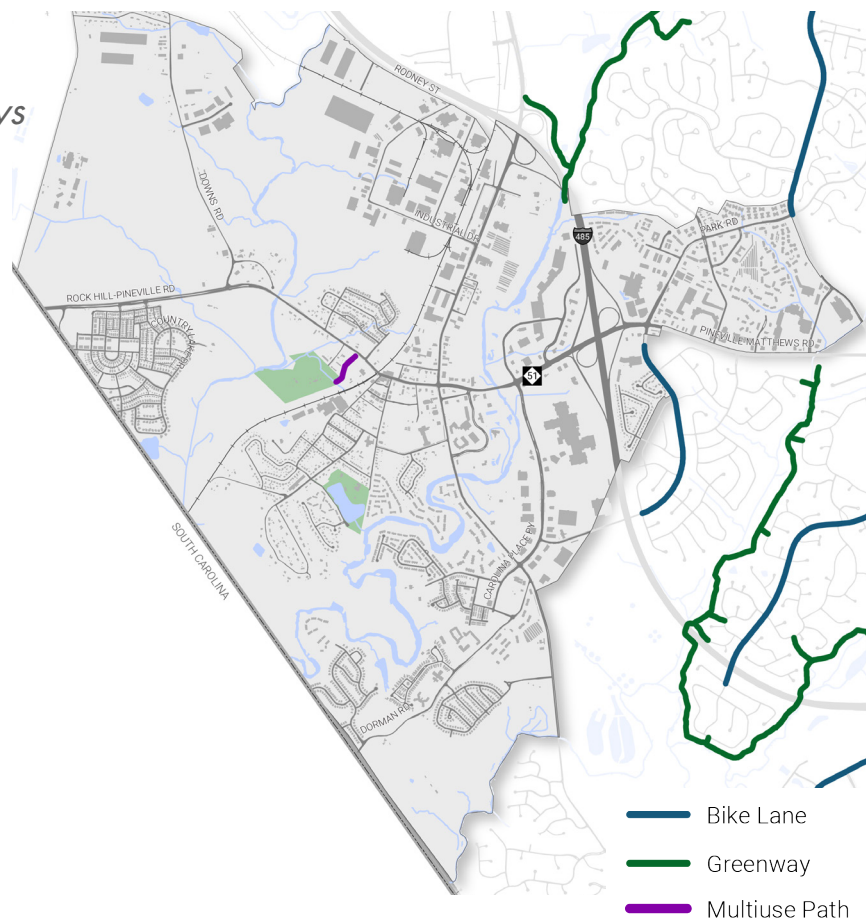 ys
RODNEY ST
DOWNS RD
INDUSTRIAL DR
485
PARK RD
ROCK HILL-PINEVILLE RD
COUNTRY
PINEVILLE-MATTHEWS RD
51
SOUTH CAROLINA
CAROLINA PLACE PY
DORMAN RD
Bike Lane
Greenway
Multiuse Path